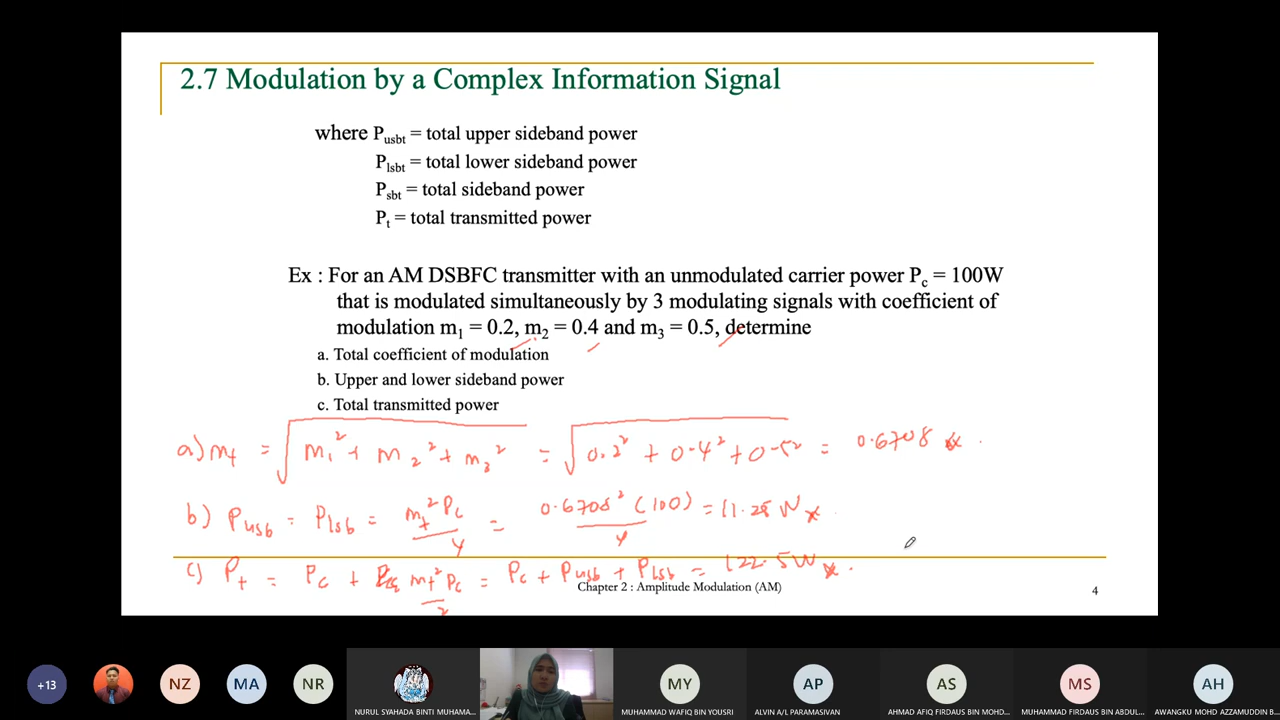 2.7 Modulation by a Complex Information Signal
where Pusbt = total upper sideband power
Plsbt = total lower sideband power
Psbt = total sideband power
Pt = total transmitted power
Ex : For an AM DSBFC transmitter with an unmodulated carrier power Pc = 100W
that is modulated simultaneously by 3 modulating signals with coefficient of
modulation m1 = 0.2, m2 = 0.4 and m3 = 0.5, determine
a. Total coefficient of modulation
b. Upper and lower sideband power
c. Total transmitted power
a) mt = √(m1² + m2² + m3²) = √(0.2² + 0.4² + 0.5²) = 0.6708
b) Pusb = Plsb = mt² Pc / 4 = 0.6708² (100) / 4 = 11.25 W
c) Pt = Pc + mt² Pc / 2 = Pc + Pusb + Plsb = 122.5W
Chapter 2 : Amplitude Modulation (AM)
4
+13
NZ
MA
NR
MY
AP
AS
MS
AH
NURUL SYAHADA BINTI MUHAMA...
MUHAMMAD WAFIQ BIN YOUSRI
ALVIN A/L PARAMASIVAN
AHMAD AFIQ FIRDAUS BIN MOHD...
MUHAMMAD FIRDAUS BIN ABDUL...
AWANGKU MOHD AZZAMUDDIN B...